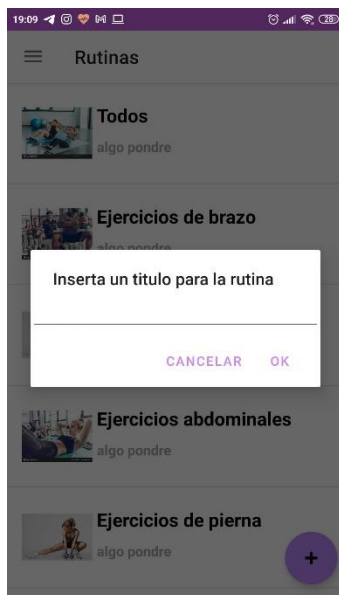 19:09 28
Rutinas
Todos
algo pondre
Ejercicios de brazo
algo pondre
Inserta un titulo para la rutina
CANCELAR OK
Ejercicios abdominales
algo pondre
Ejercicios de pierna
algo pondre
+